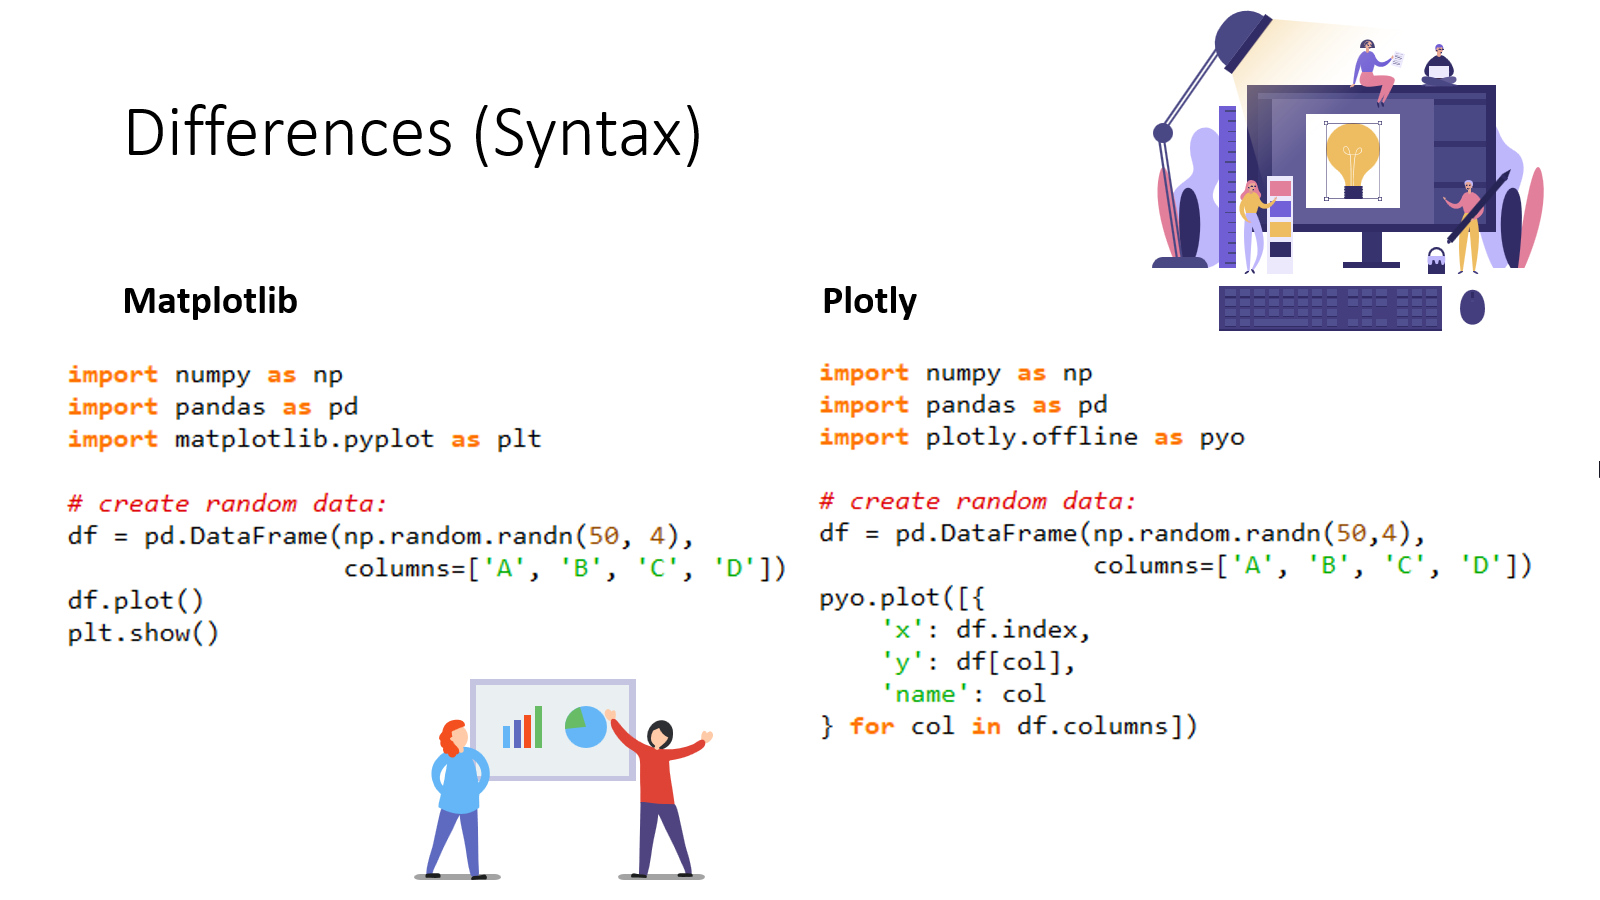 Differences (Syntax)
Matplotlib
import numpy as np
import pandas as pd
import matplotlib.pyplot as plt
# create random data:
df = pd.DataFrame(np.random.randn(50, 4),
                  columns=['A', 'B', 'C', 'D'])
df.plot()
plt.show()
Plotly
import numpy as np
import pandas as pd
import plotly.offline as pyo
# create random data:
df = pd.DataFrame(np.random.randn(50,4),
                  columns=['A', 'B', 'C', 'D'])
pyo.plot([{
    'x': df.index,
    'y': df[col],
    'name': col
} for col in df.columns])